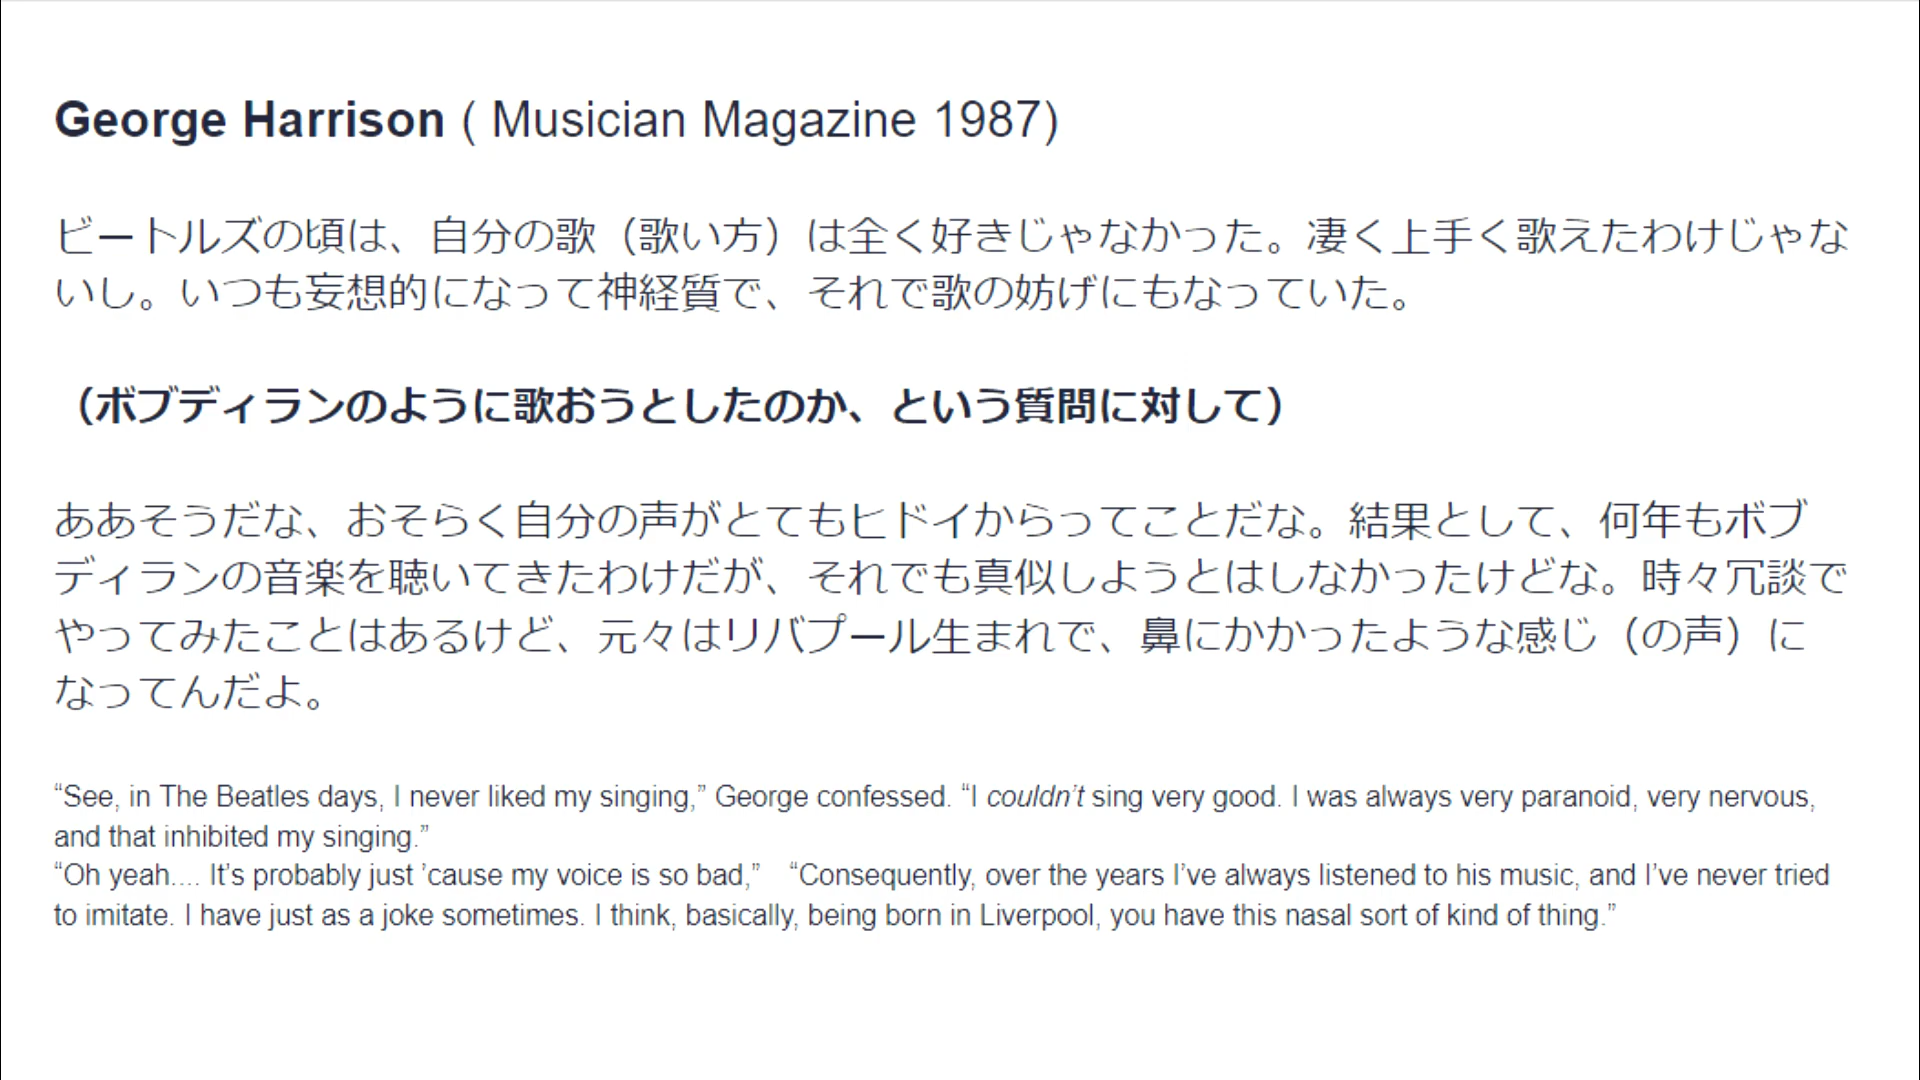 George Harrison ( Musician Magazine 1987)
ビートルズの頃は、自分の歌（歌い方）は全く好きじゃなかった。凄く上手く歌えたわけじゃな
いし。いつも妄想的になって神経質で、それで歌の妨げにもなっていた。
（ボブディランのように歌おうとしたのか、という質問に対して）
ああそうだな、おそらく自分の声がとてもヒドイからってことだな。結果として、何年もボブ
ディランの音楽を聴いてきたわけだが、それでも真似しようとはしなかったけどな。時々冗談で
やってみたことはあるけど、元々はリバプール生まれで、鼻にかかったような感じ（の声）に
なってんだよ。
“See, in The Beatles days, I never liked my singing,” George confessed. “I couldn’t sing very good. I was always very paranoid, very nervous,
and that inhibited my singing.”
“Oh yeah.... It’s probably just ’cause my voice is so bad,”　“Consequently, over the years I’ve always listened to his music, and I’ve never tried
to imitate. I have just as a joke sometimes. I think, basically, being born in Liverpool, you have this nasal sort of kind of thing.”